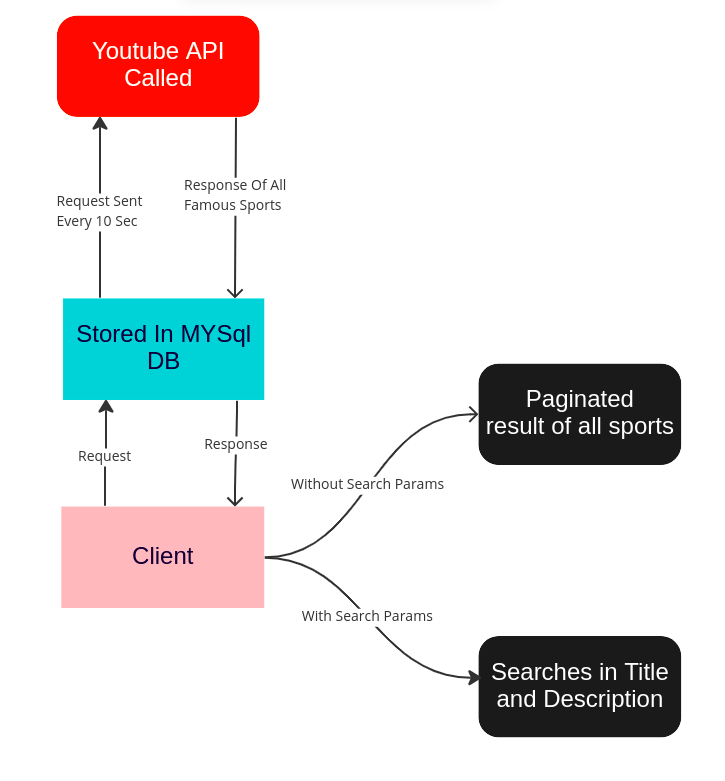 Youtube API
Called
Request Sent
Every 10 Sec
Response Of All
Famous Sports
Stored In MYSql
DB
Request
Response
Client
Without Search Params
With Search Params
Paginated
result of all sports
Searches in Title
and Description